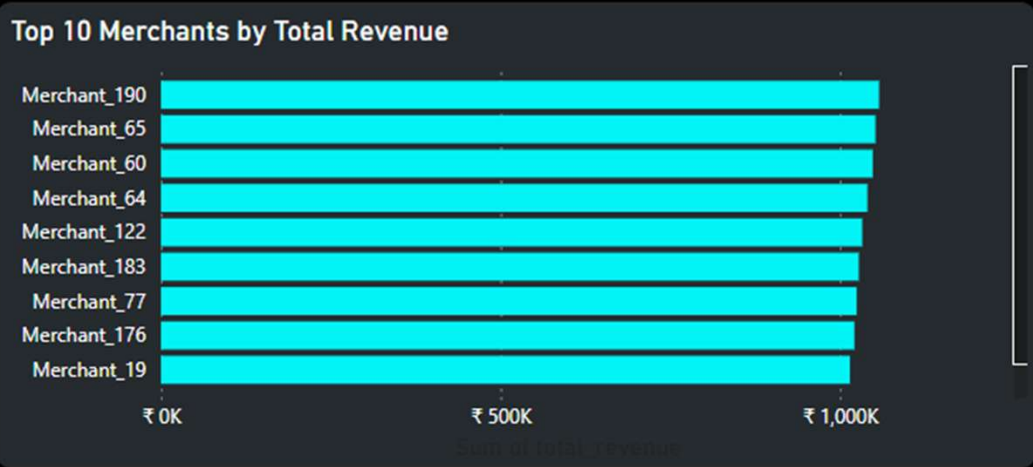 Top 10 Merchants by Total Revenue
Merchant_190
Merchant_65
Merchant_60
Merchant_64
Merchant_122
Merchant_183
Merchant_77
Merchant_176
Merchant_19
₹ 0K ₹ 500K ₹ 1,000K
Sum of total_revenue